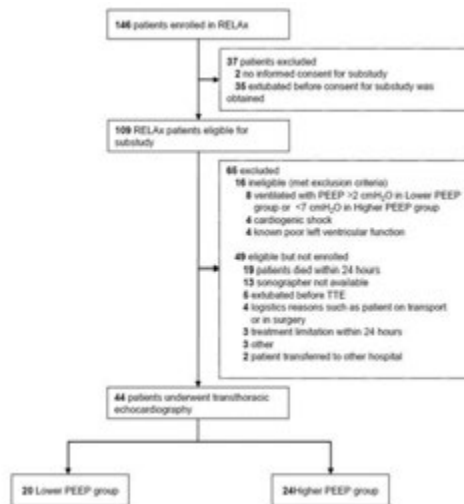 146 patients enrolled in RELAx
37 patients excluded
2 no informed consent for substudy
35 extubated before consent for substudy was
obtained
109 RELAx patients eligible for
substudy
65 excluded
16 ineligible (met exclusion criteria)
8 ventilated with PEEP >2 cmH₂O in Lower PEEP
group or <7 cmH₂O in Higher PEEP group
4 cardiogenic shock
4 known poor left ventricular function
49 eligible but not enrolled
19 patients died within 24 hours
13 sonographer not available
5 extubated before TTE
4 logistics reasons such as patient on transport
or in surgery
3 treatment limitation within 24 hours
3 other
2 patient transferred to other hospital
44 patients underwent transthoracic
echocardiography
20 Lower PEEP group
24Higher PEEP group